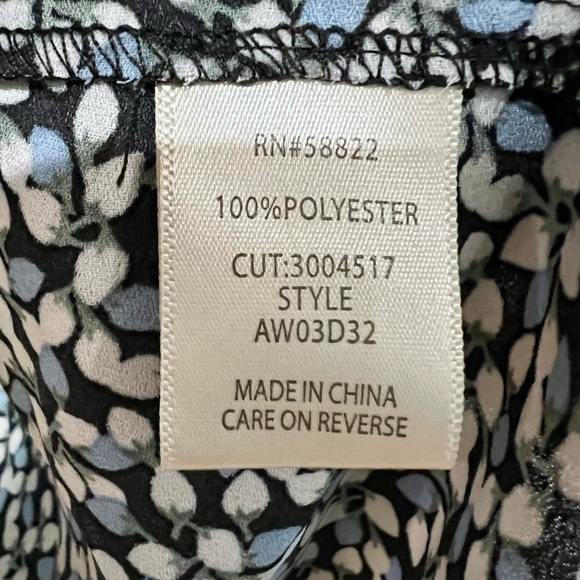 RN#58822
100%POLYESTER
CUT:3004517
STYLE
AW03D32
MADE IN CHINA
CARE ON REVERSE